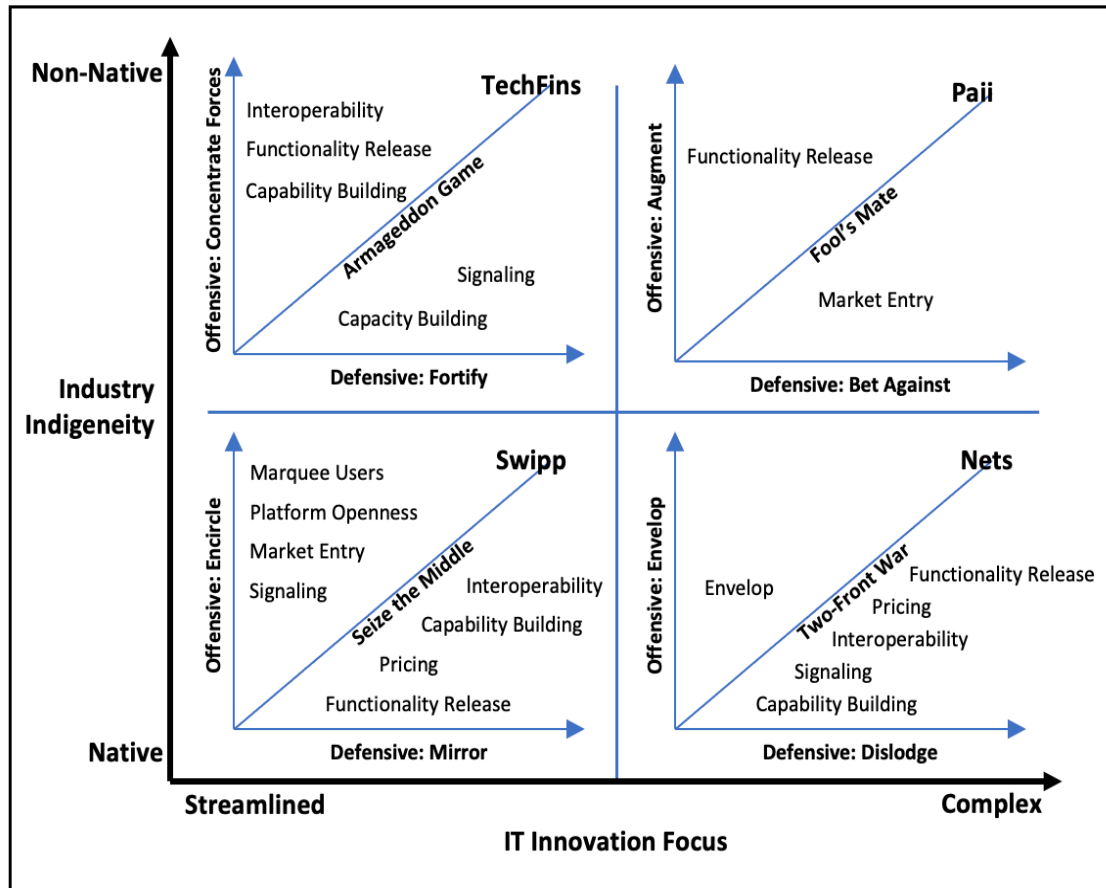 Non-Native
Industry
Indigeneity
Native
Offensive: Concentrate Forces
TechFins
Interoperability
Functionality Release
Capability Building
Armageddon Game
Signaling
Capacity Building
Defensive: Fortify
Offensive: Augment
Paii
Functionality Release
Fool's Mate
Market Entry
Defensive: Bet Against
Offensive: Encircle
Swipp
Marquee Users
Platform Openness
Market Entry
Signaling
Seize the Middle
Interoperability
Capability Building
Pricing
Functionality Release
Defensive: Mirror
Offensive: Envelop
Nets
Envelop
Two-Front War
Functionality Release
Pricing
Interoperability
Signaling
Capability Building
Defensive: Dislodge
Streamlined
Complex
IT Innovation Focus